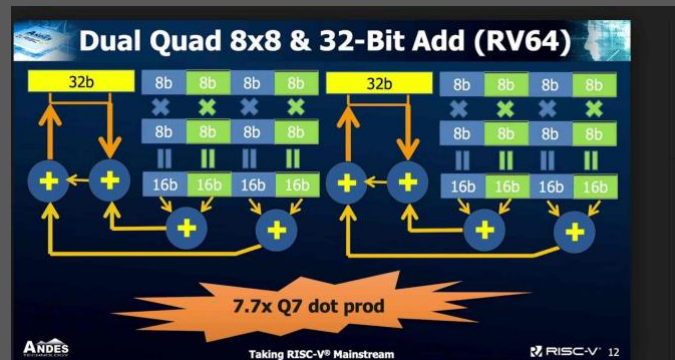 Dual Quad 8x8 & 32-Bit Add (RV64)
32b 8b 8b 8b 8b 32b 8b 8b 8b 8b
8b 8b 8b 8b 8b 8b 8b 8b
16b 16b 16b 16b 16b 16b 16b 16b
7.7x Q7 dot prod
ANDES
TECHNOLOGY
Taking RISC-V® Mainstream
RISC-V® 12